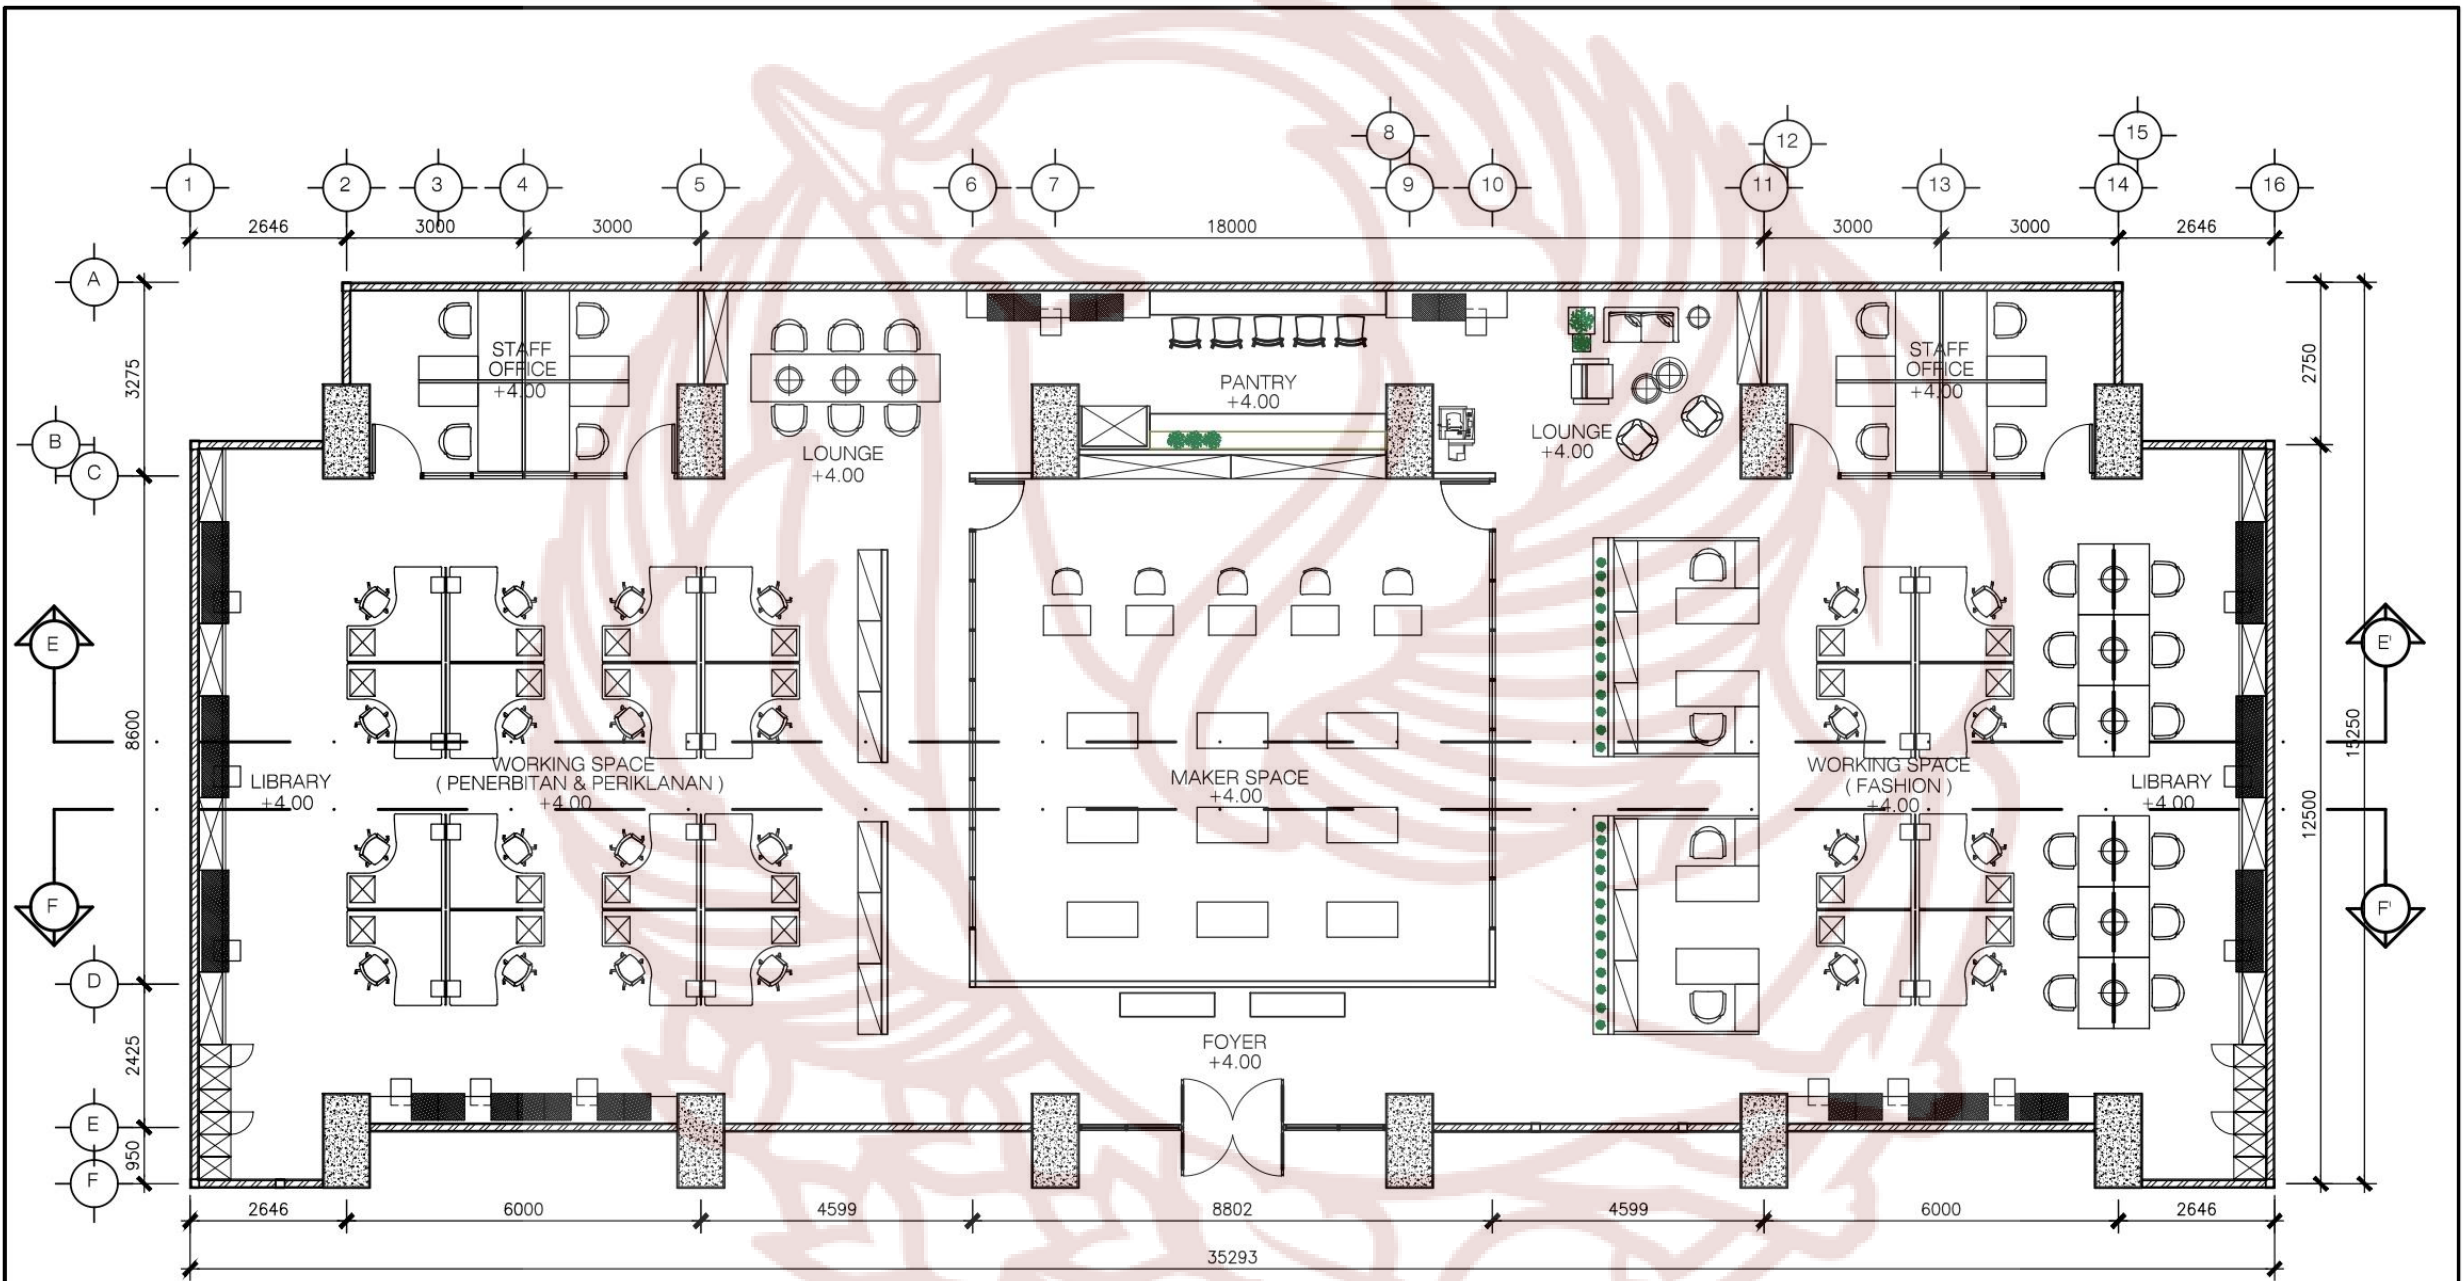 8
15
12
1
2
3
4
5
6
7
9
10
11
13
14
16
2646
3000
3000
18000
3000
3000
2646
A
B
C
D
E
F
3275
8600
2425
950
2750
12500
15250
STAFF
OFFICE
+4.00
LOUNGE
+4.00
PANTRY
+4.00
LOUNGE
+4.00
STAFF
OFFICE
+4.00
E
E'
F
F'
LIBRARY
+4.00
WORKING SPACE
( PENERBITAN & PERIKLANAN )
+4.00
MAKER SPACE
+4.00
WORKING SPACE
( FASHION )
+4.00
LIBRARY
+4.00
FOYER
+4.00
2646
6000
4599
8802
4599
6000
2646
35293